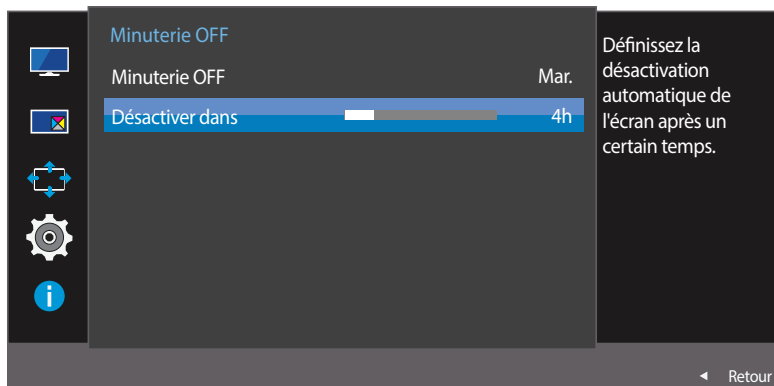 Minuterie OFF
Minuterie OFF Mar.
Désactiver dans 4h
Définissez la
désactivation
automatique de
l'écran après un
certain temps.
Retour